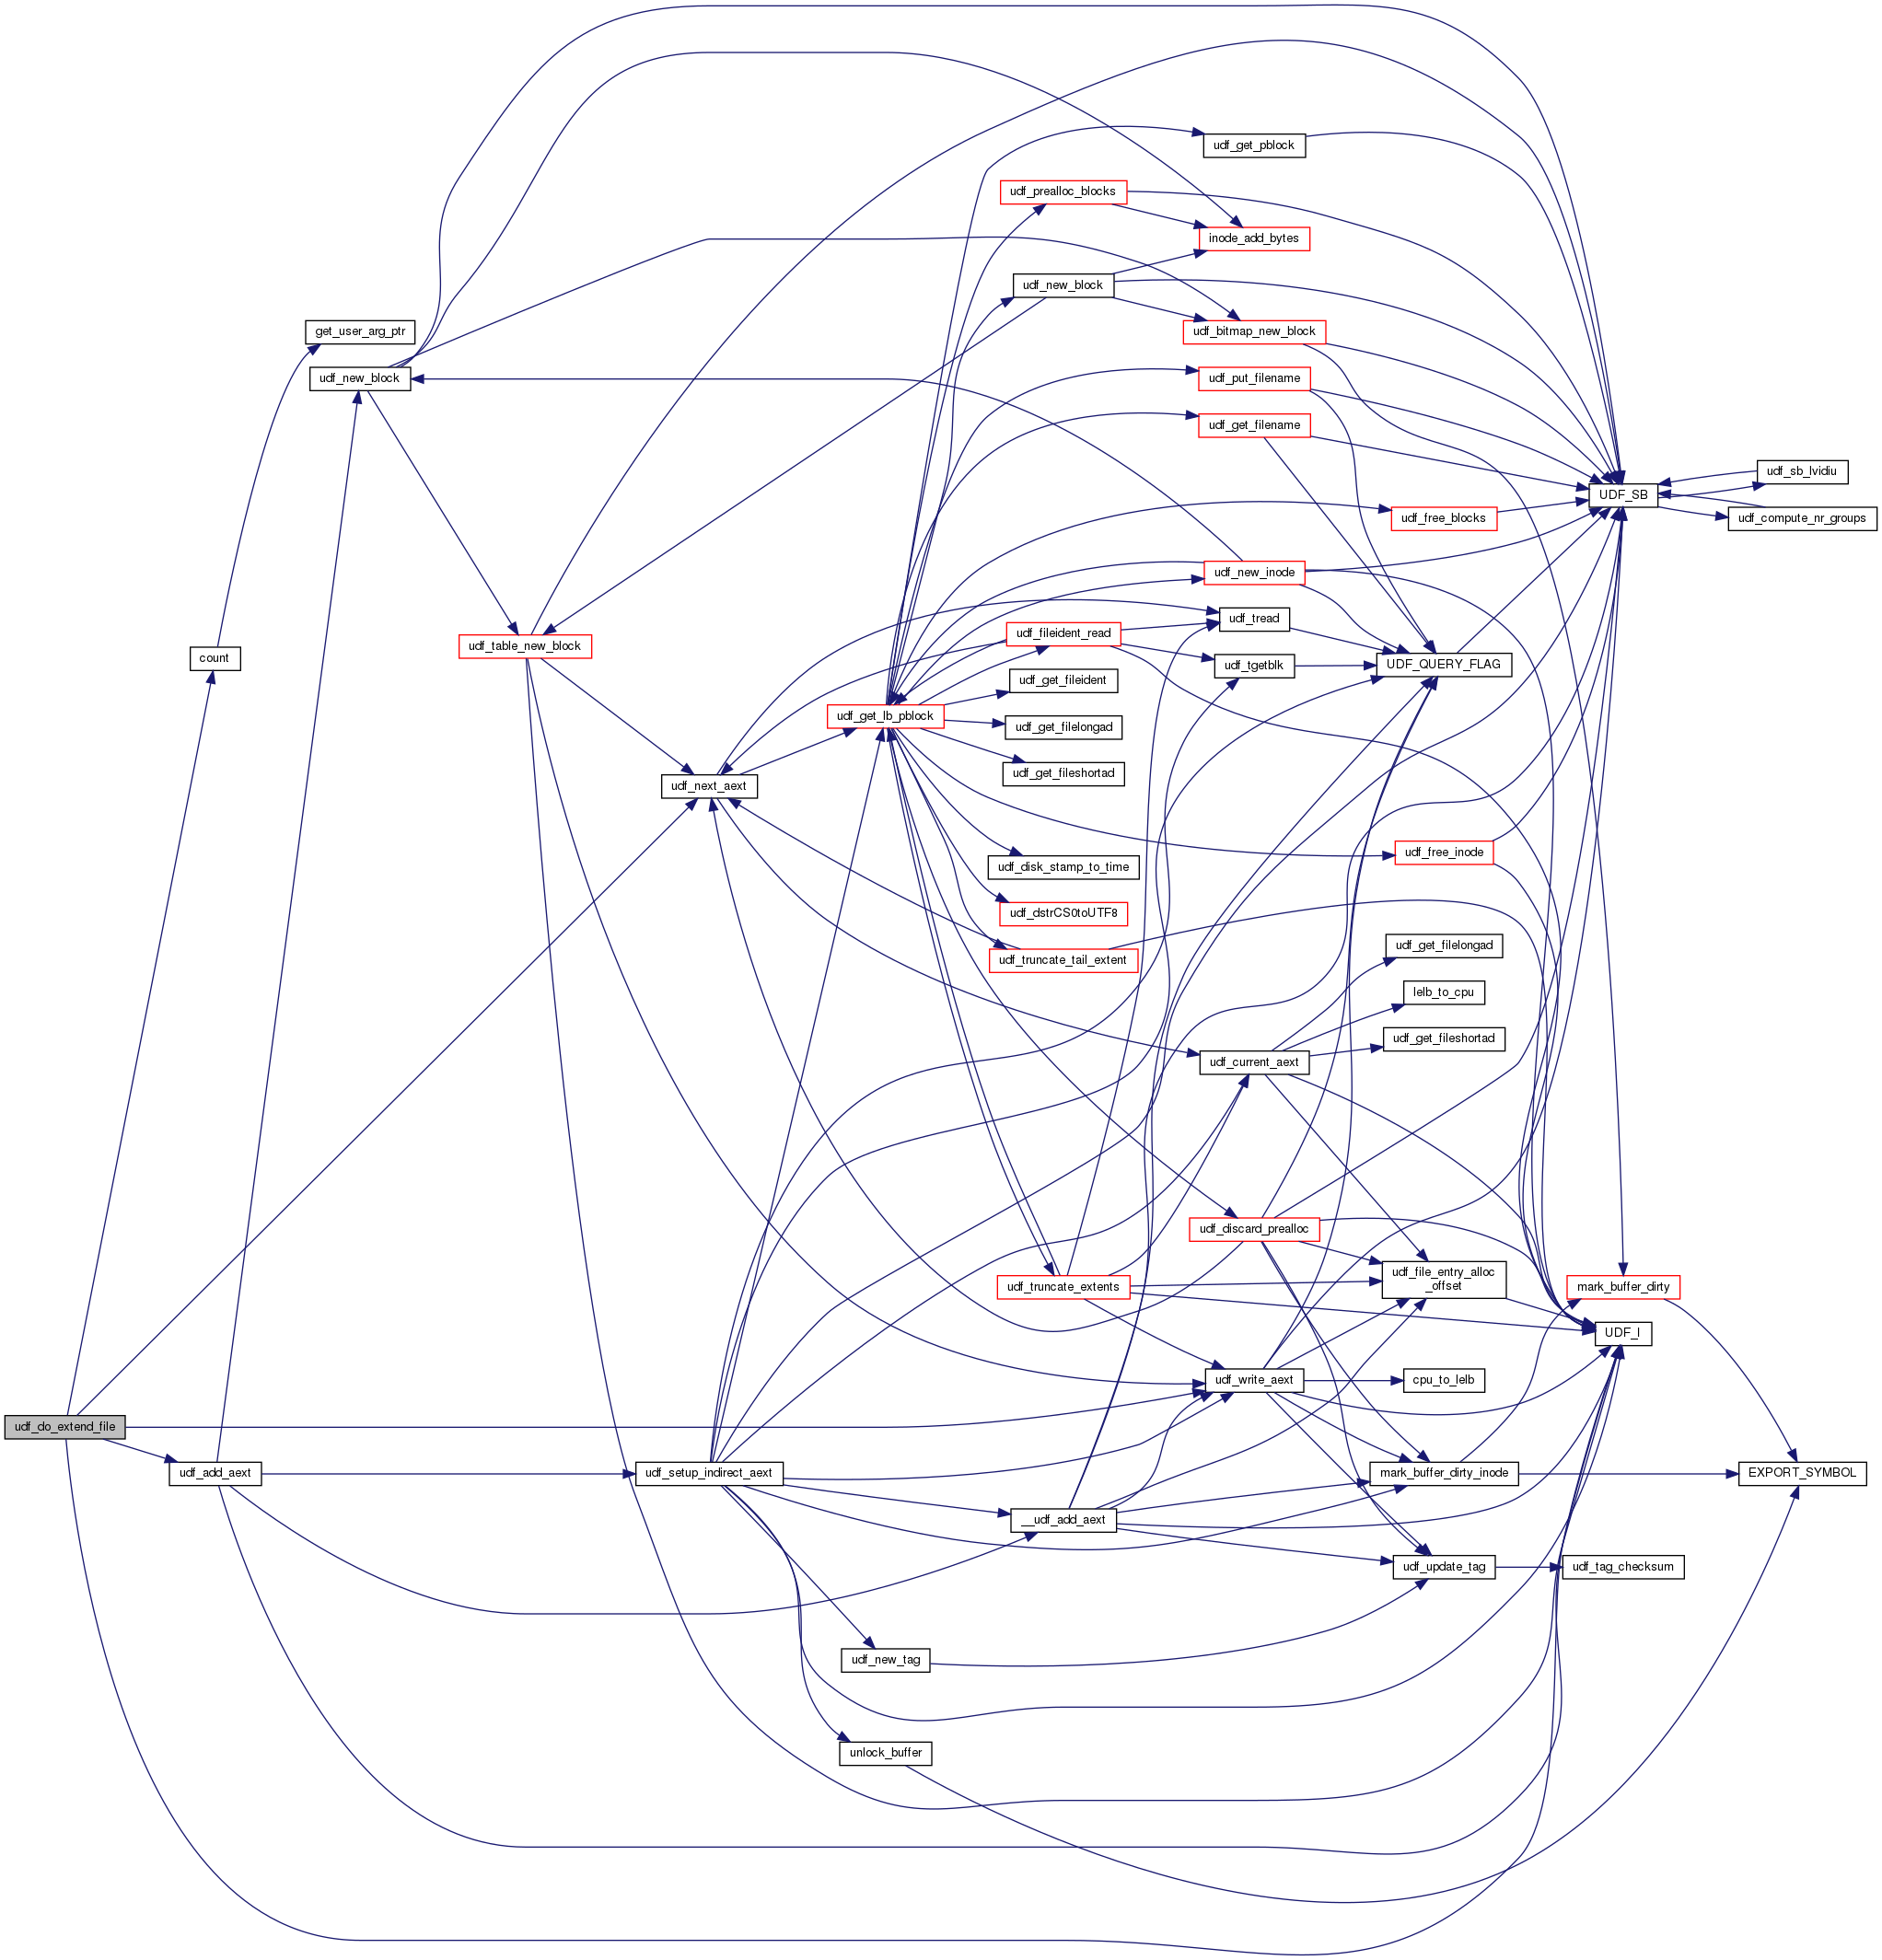 udf_get_pblock
udf_prealloc_blocks
inode_add_bytes
udf_new_block
get_user_arg_ptr
udf_bitmap_new_block
udf_new_block
udf_put_filename
udf_get_filename
udf_sb_lvidiu
UDF_SB
udf_free_blocks
udf_compute_nr_groups
udf_new_inode
udf_tread
udf_fileident_read
udf_table_new_block
count
udf_tgetblk
UDF_QUERY_FLAG
udf_get_fileident
udf_get_lb_pblock
udf_get_filelongad
udf_get_fileshortad
udf_next_aext
udf_free_inode
udf_disk_stamp_to_time
udf_dstrCS0toUTF8
udf_get_filelongad
udf_truncate_tail_extent
lelb_to_cpu
udf_get_fileshortad
udf_current_aext
udf_discard_prealloc
udf_file_entry_alloc
_offset
udf_truncate_extents
mark_buffer_dirty
UDF_I
udf_write_aext
cpu_to_lelb
udf_do_extend_file
udf_add_aext
udf_setup_indirect_aext
mark_buffer_dirty_inode
EXPORT_SYMBOL
__udf_add_aext
udf_update_tag
udf_tag_checksum
udf_new_tag
unlock_buffer